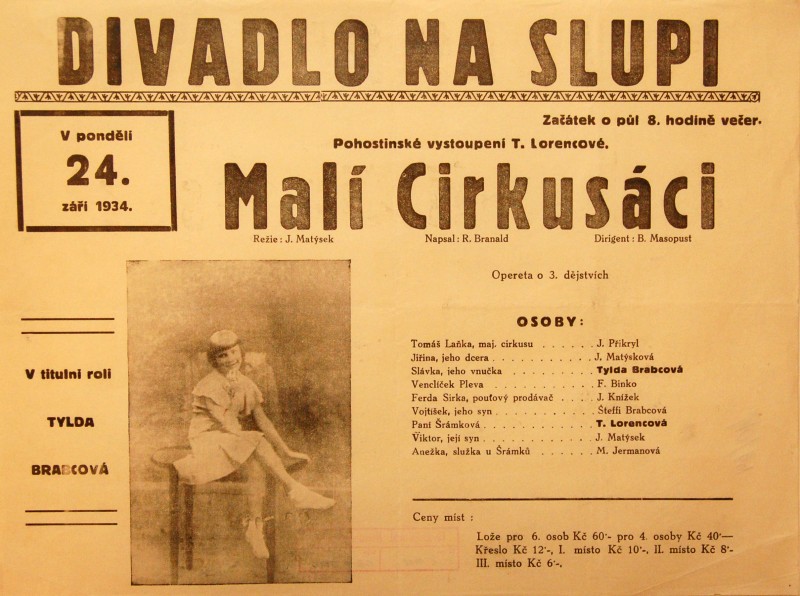 DIVADLO NA SLUPI
Začátek o půl 8. hodině večer.
V pondělí
24.
září 1934.
Pohostinské vystoupení T. Lorencové.
Malí Cirkusáci
Režie: J. Matýsek Napsal: R. Branald Dirigent: B. Masopust
Opereta o 3. dějstvích
V titulní roli
TYLDA
BRABCOVÁ
OSOBY:
Tomáš Laňka, maj. cirkusu . . . . . . J. Přikryl
Jiřina, jeho dcera . . . . . . . . . . . J. Matýsková
Slávka, jeho vnučka . . . . . . . . . . Tylda Brabcová
Venclíček Pleva . . . . . . . . . . . . F. Binko
Ferda Sirka, pouťový prodávač . . . . J. Knížek
Vojtíšek, jeho syn . . . . . . . . . . . Šteffi Brabcová
Paní Šrámková . . . . . . . . . . . . T. Lorencová
Viktor, její syn . . . . . . . . . . . . J. Matýsek
Anežka, služka u Šrámků . . . . . . M. Jermanová
Ceny míst :
Lože pro 6. osob Kč 60·- pro 4. osoby Kč 40·—
Křeslo Kč 12·-, I. místo Kč 10·-, II. místo Kč 8·-
III. místo Kč 6·-.